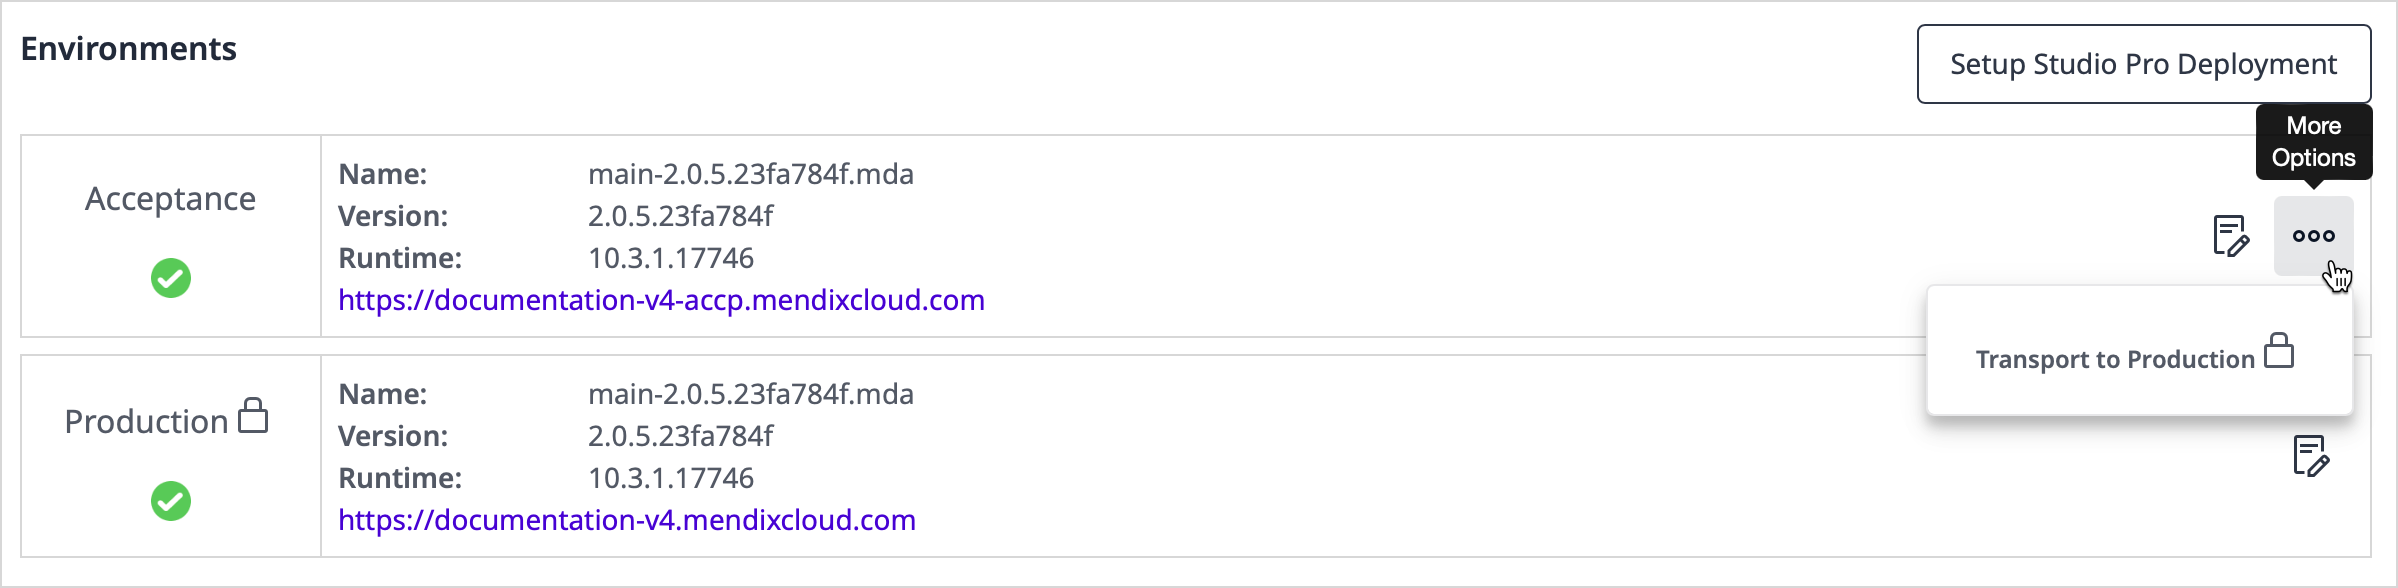 Environments
Setup Studio Pro Deployment
More
Options
Acceptance
Name: main-2.0.5.23fa784f.mda
Version: 2.0.5.23fa784f
Runtime: 10.3.1.17746
https://documentation-v4-accp.mendixcloud.com
Transport to Production
Production
Name: main-2.0.5.23fa784f.mda
Version: 2.0.5.23fa784f
Runtime: 10.3.1.17746
https://documentation-v4.mendixcloud.com